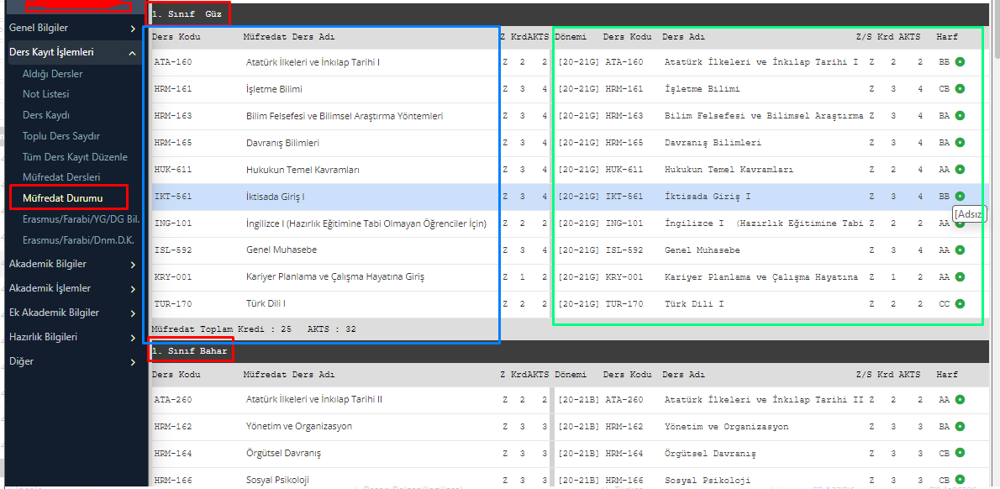 Genel Bilgiler
Ders Kayıt İşlemleri
Aldığı Dersler
Not Listesi
Ders Kaydı
Toplu Ders Saydır
Tüm Ders Kayıt Düzenle
Müfredat Dersleri
Müfredat Durumu
Erasmus/Farabi/YG/DG Bil.
Erasmus/Farabi/Dnm.D.K.
Akademik Bilgiler
Akademik İşlemler
Ek Akademik Bilgiler
Hazırlık Bilgileri
Diğer
1. Sınıf Güz
Ders Kodu Müfredat Ders Adı Z Krd AKTS Dönemi Ders Kodu Ders Adı Z/S Krd AKTS Harf
ATA-160 Atatürk İlkeleri ve İnkılap Tarihi I Z 2 2 [20-21G] ATA-160 Atatürk İlkeleri ve İnkılap Tarihi I Z 2 2 BB
HRM-161 İşletme Bilimi Z 3 4 [20-21G] HRM-161 İşletme Bilimi Z 3 4 CB
HRM-163 Bilim Felsefesi ve Bilimsel Araştırma Yöntemleri Z 3 4 [20-21G] HRM-163 Bilim Felsefesi ve Bilimsel Araştırma Z 3 4 BA
HRM-165 Davranış Bilimleri Z 3 4 [20-21G] HRM-165 Davranış Bilimleri Z 3 4 BA
HUK-611 Hukukun Temel Kavramları Z 2 4 [20-21G] HUK-611 Hukukun Temel Kavramları Z 2 4 AA
IKT-561 İktisada Giriş I Z 3 4 [20-21G] IKT-561 İktisada Giriş I Z 3 4 BB
[Adsız
ING-101 İngilizce I (Hazırlık Eğitimine Tabi Olmayan Öğrenciler İçin) Z 2 2 [20-21G] ING-101 İngilizce I (Hazırlık Eğitimine Tabi Z 2 2 AA
ISL-592 Genel Muhasebe Z 3 4 [20-21G] ISL-592 Genel Muhasebe Z 3 4 AA
KRY-001 Kariyer Planlama ve Çalışma Hayatına Giriş Z 1 2 [20-21G] KRY-001 Kariyer Planlama ve Çalışma Hayatına Z 1 2 AA
TUR-170 Türk Dili I Z 2 2 [20-21G] TUR-170 Türk Dili I Z 2 2 CC
Müfredat Toplam Kredi : 25 AKTS : 32
1. Sınıf Bahar
Ders Kodu Müfredat Ders Adı Z Krd AKTS Dönemi Ders Kodu Ders Adı Z/S Krd AKTS Harf
ATA-260 Atatürk İlkeleri ve İnkılap Tarihi II Z 2 2 [20-21B] ATA-260 Atatürk İlkeleri ve İnkılap Tarihi II Z 2 2 AA
HRM-162 Yönetim ve Organizasyon Z 3 3 [20-21B] HRM-162 Yönetim ve Organizasyon Z 3 3 BA
HRM-164 Örgütsel Davranış Z 3 3 [20-21B] HRM-164 Örgütsel Davranış Z 3 3 CB
HRM-166 Sosyal Psikoloji Z 3 3 [20-21B] HRM-166 Sosyal Psikoloji Z 3 3 CB